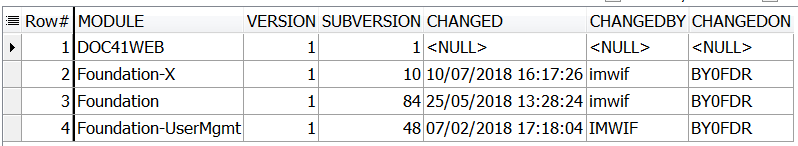 Row# MODULE VERSION SUBVERSION CHANGED CHANGEDBY CHANGEDON
1 DOC41WEB 1 1 <NULL> <NULL> <NULL>
2 Foundation-X 1 10 10/07/2018 16:17:26 imwif BY0FDR
3 Foundation 1 84 25/05/2018 13:28:24 imwif BY0FDR
4 Foundation-UserMgmt 1 48 07/02/2018 17:18:04 IMWIF BY0FDR